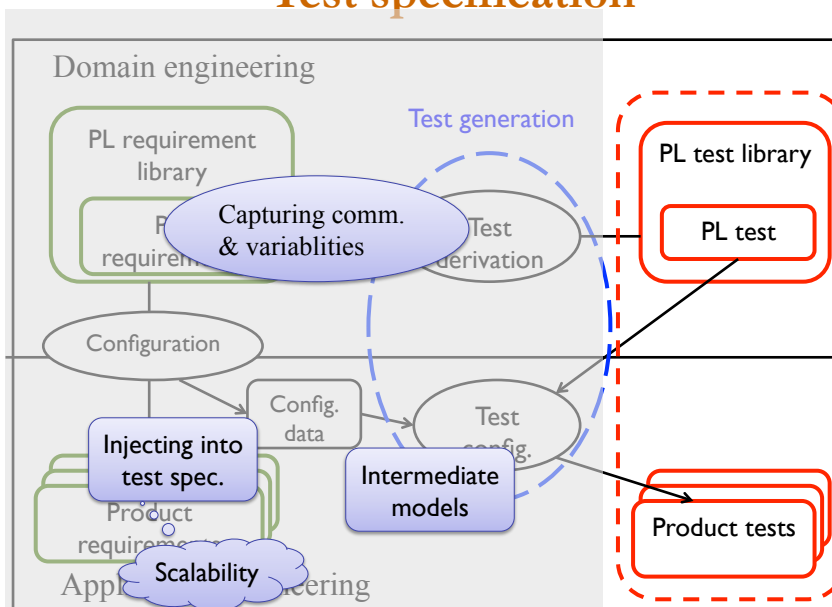 Test specification
Domain engineering
Test generation
PL requirement
library
PL test library
Capturing comm.
& variablities
PL test
Test
derivation
Configuration
Config.
data
Test
config.
Injecting into
test spec.
Intermediate
models
Product
requirements
Product tests
Scalability